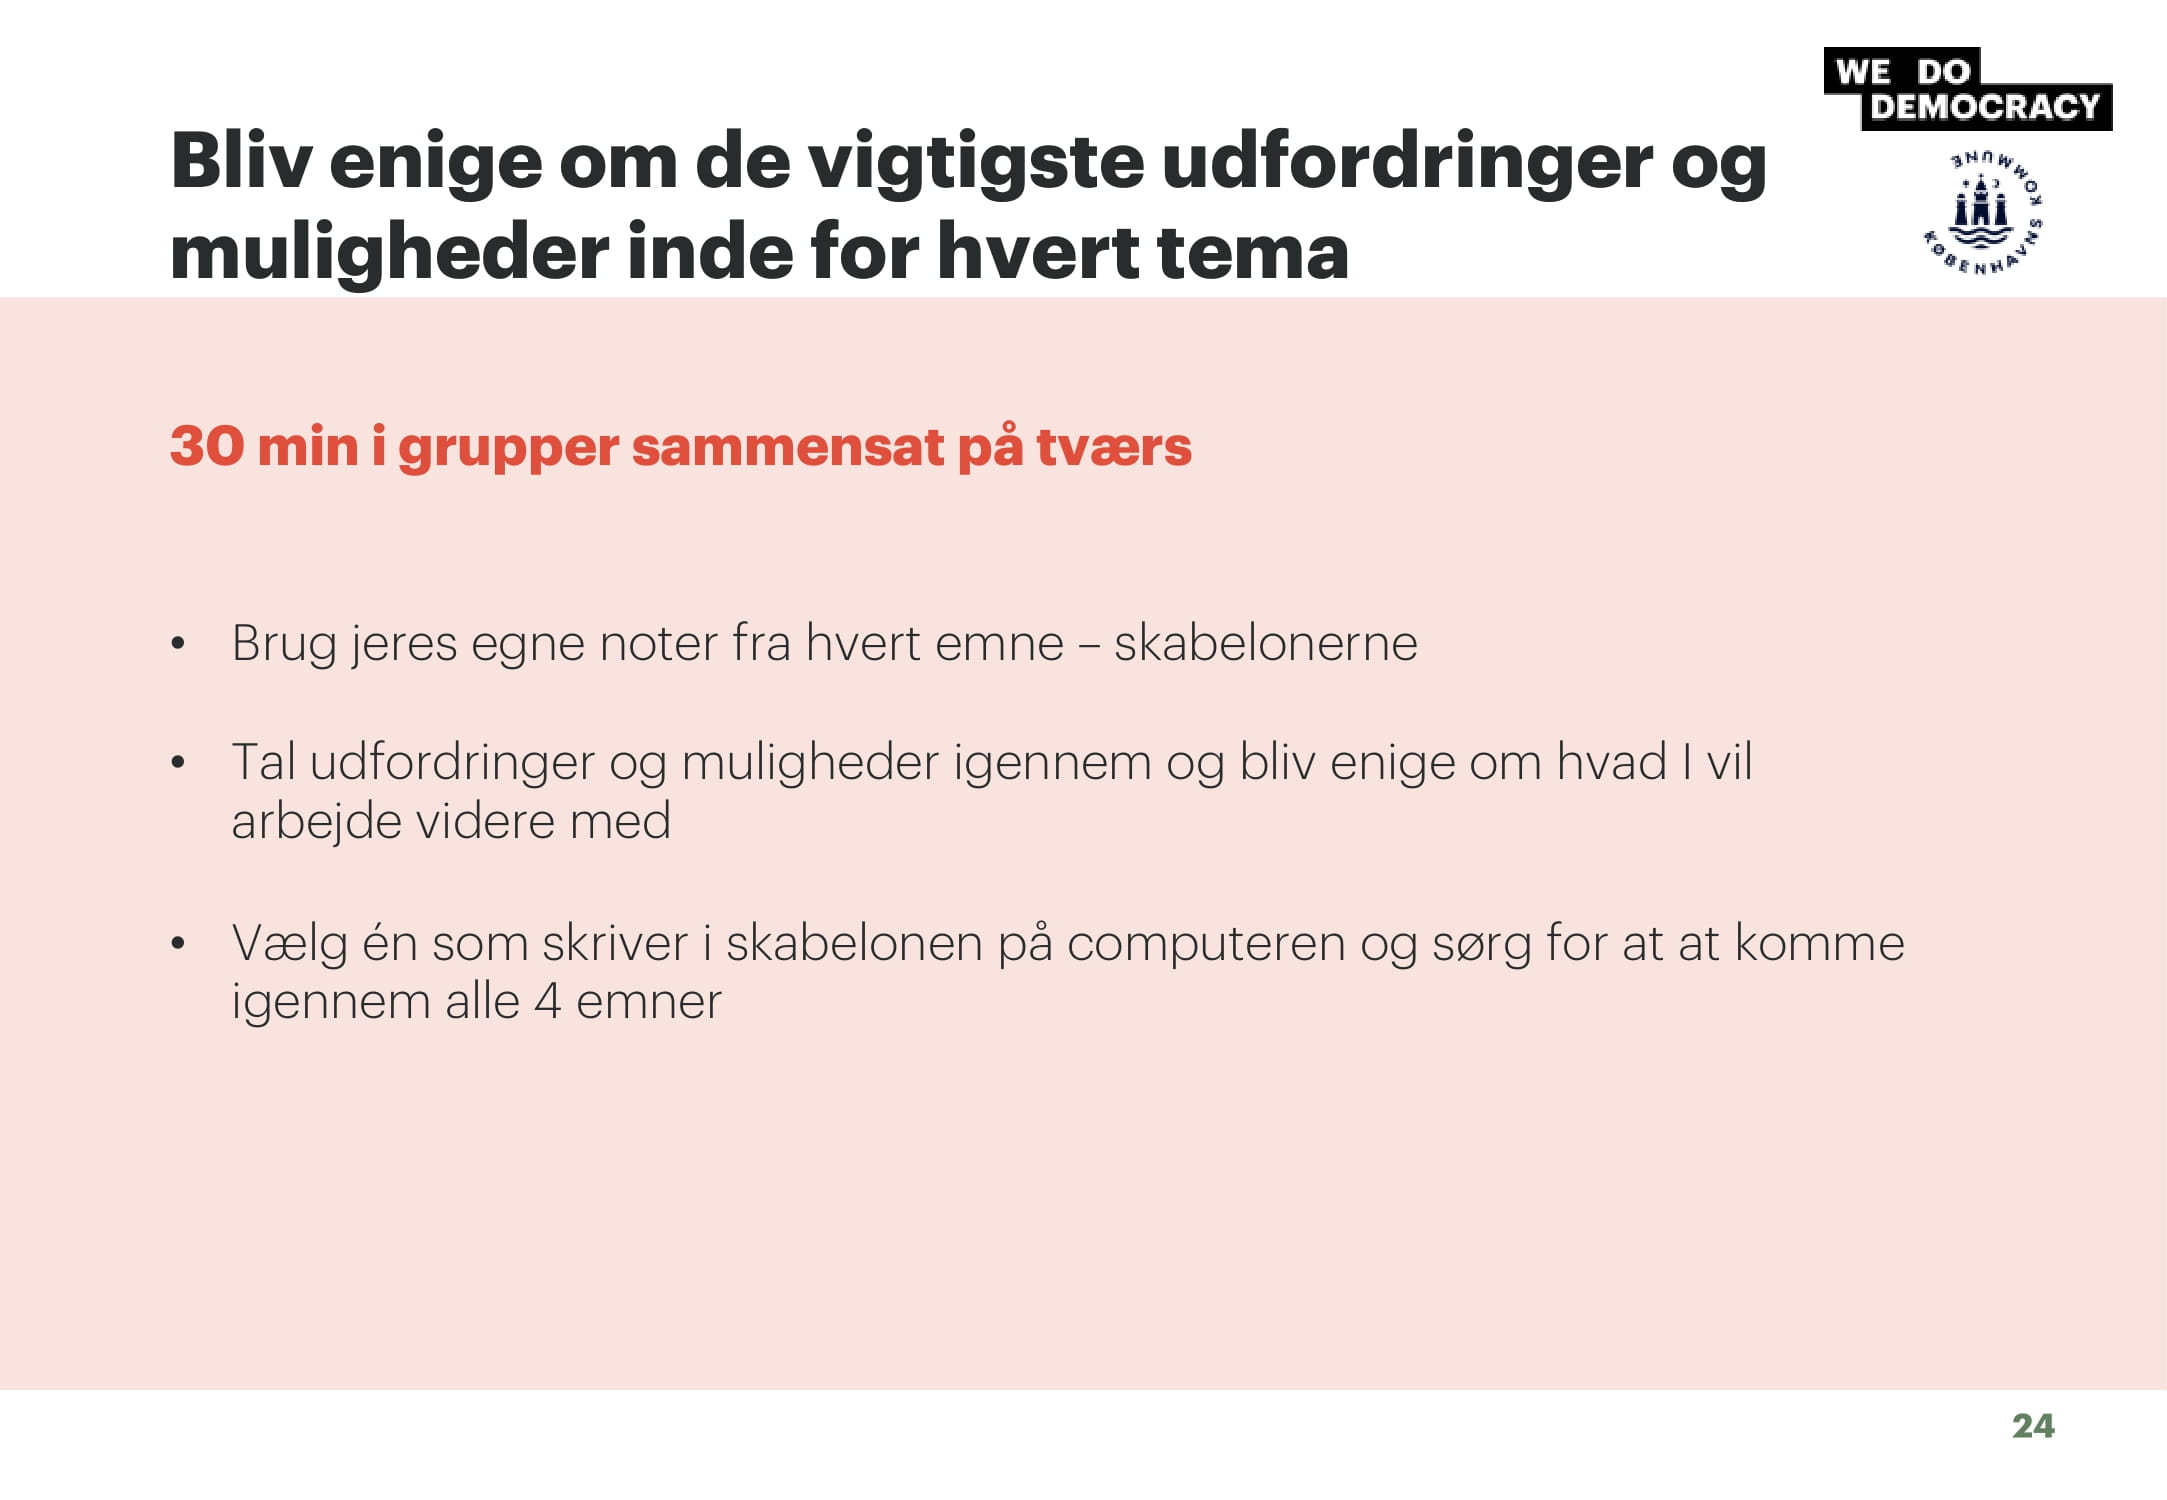 WE DO
DEMOCRACY
Bliv enige om de vigtigste udfordringer og
muligheder inde for hvert tema
KØBENHAVNS KOMMUNE
30 min i grupper sammensat på tværs
• Brug jeres egne noter fra hvert emne – skabelonerne
• Tal udfordringer og muligheder igennem og bliv enige om hvad I vil
arbejde videre med
• Vælg én som skriver i skabelonen på computeren og sørg for at at komme
igennem alle 4 emner
24